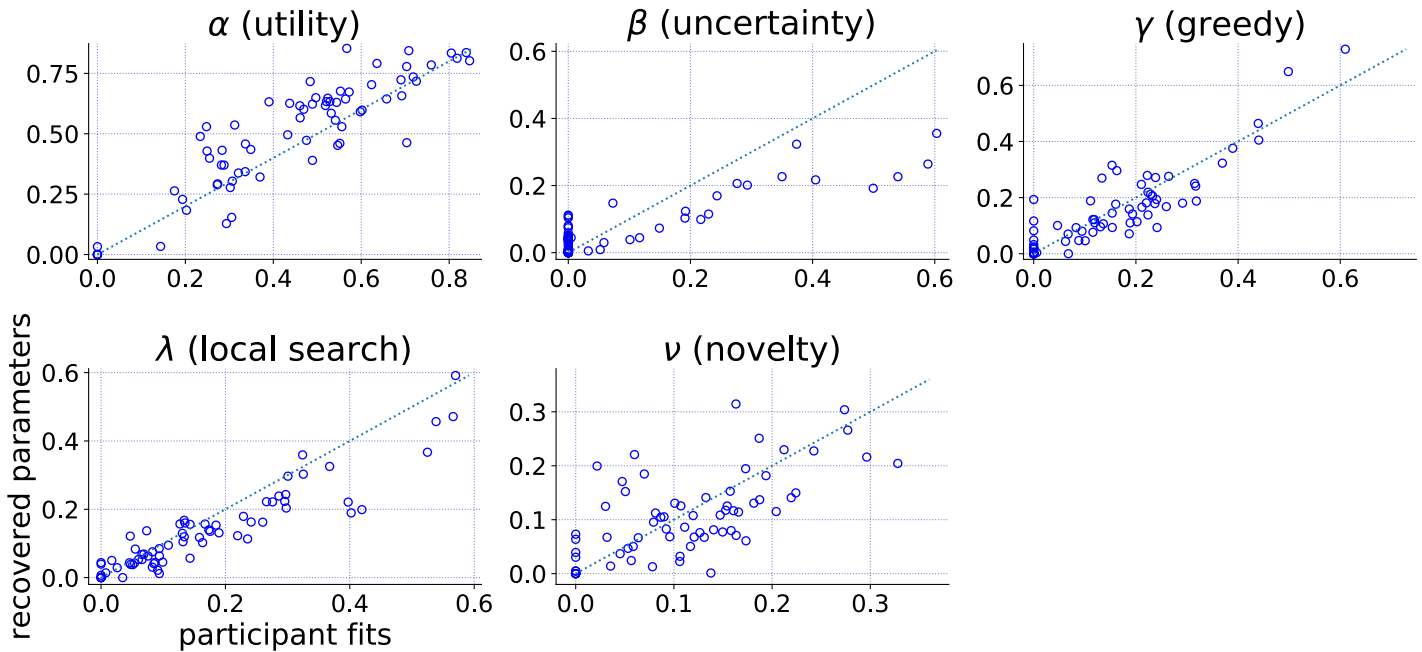 α (utility)
β (uncertainty)
γ (greedy)
0.75
0.50
0.25
0.00
0.0 0.2 0.4 0.6 0.8
0.6
0.4
0.2
0.0
0.0 0.2 0.4 0.6
0.6
0.4
0.2
0.0
0.0 0.2 0.4 0.6
λ (local search)
ν (novelty)
recovered parameters
0.6
0.4
0.2
0.0
0.0 0.2 0.4 0.6
participant fits
0.3
0.2
0.1
0.0
0.0 0.1 0.2 0.3